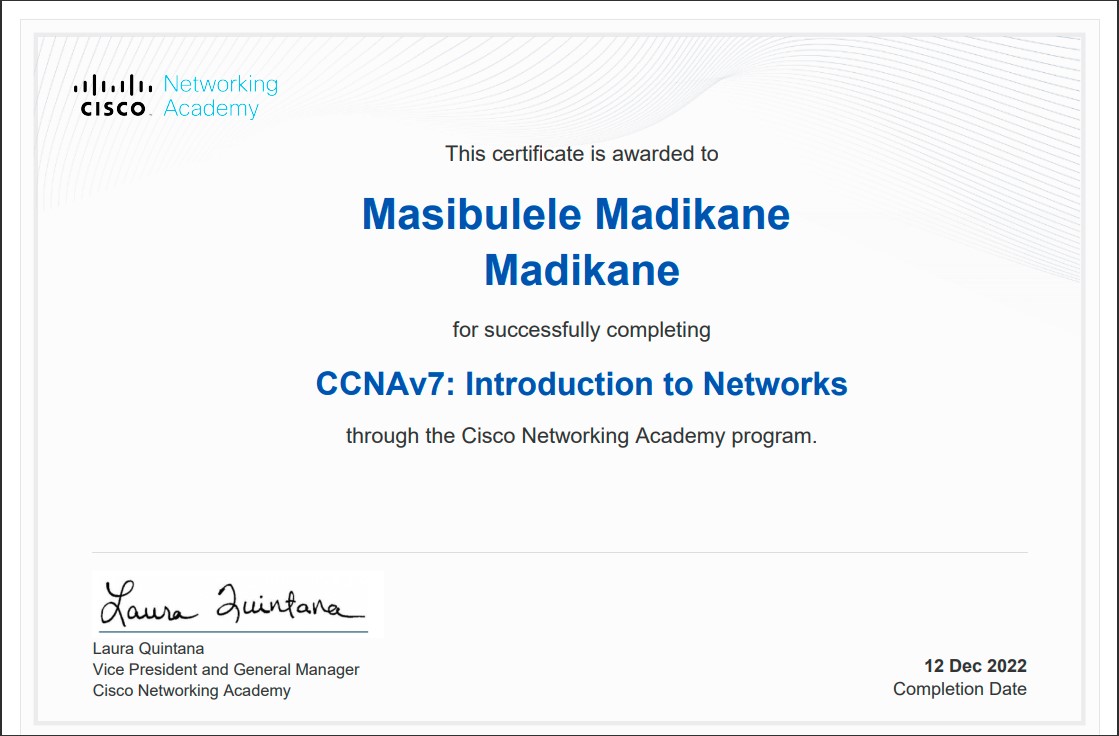 CISCO Networking
Academy
This certificate is awarded to
Masibulele Madikane
Madikane
for successfully completing
CCNAv7: Introduction to Networks
through the Cisco Networking Academy program.
Laura Quintana
Laura Quintana
Vice President and General Manager
Cisco Networking Academy
12 Dec 2022
Completion Date